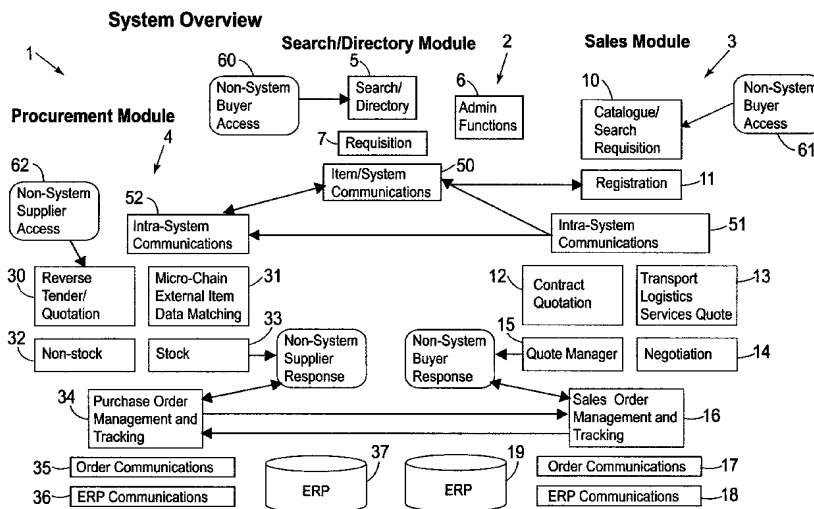 System Overview
1
Search/Directory Module
2
Sales Module
3
60
Non-System
Buyer
Access
5
Search/
Directory
6
Admin
Functions
10
Catalogue/
Search
Requisition
Non-System
Buyer
Access
61
Procurement Module
4
7
Requisition
62
Non-System
Supplier
Access
52
Item/System
Communications
50
Registration
11
Intra-System
Communications
Intra-System
Communications
51
30
Reverse
Tender/
Quotation
Micro-Chain
External Item
Data Matching
31
12
Contract
Quotation
Transport
Logistics
Services Quote
13
32
Non-stock
Stock
33
Non-System
Supplier
Response
Non-System
Buyer
Response
15
Quote Manager
Negotiation
14
34
Purchase Order
Management and
Tracking
Sales Order
Management and
Tracking
16
35
Order Communications
37
ERP
19
ERP
Order Communications
17
36
ERP Communications
ERP Communications
18